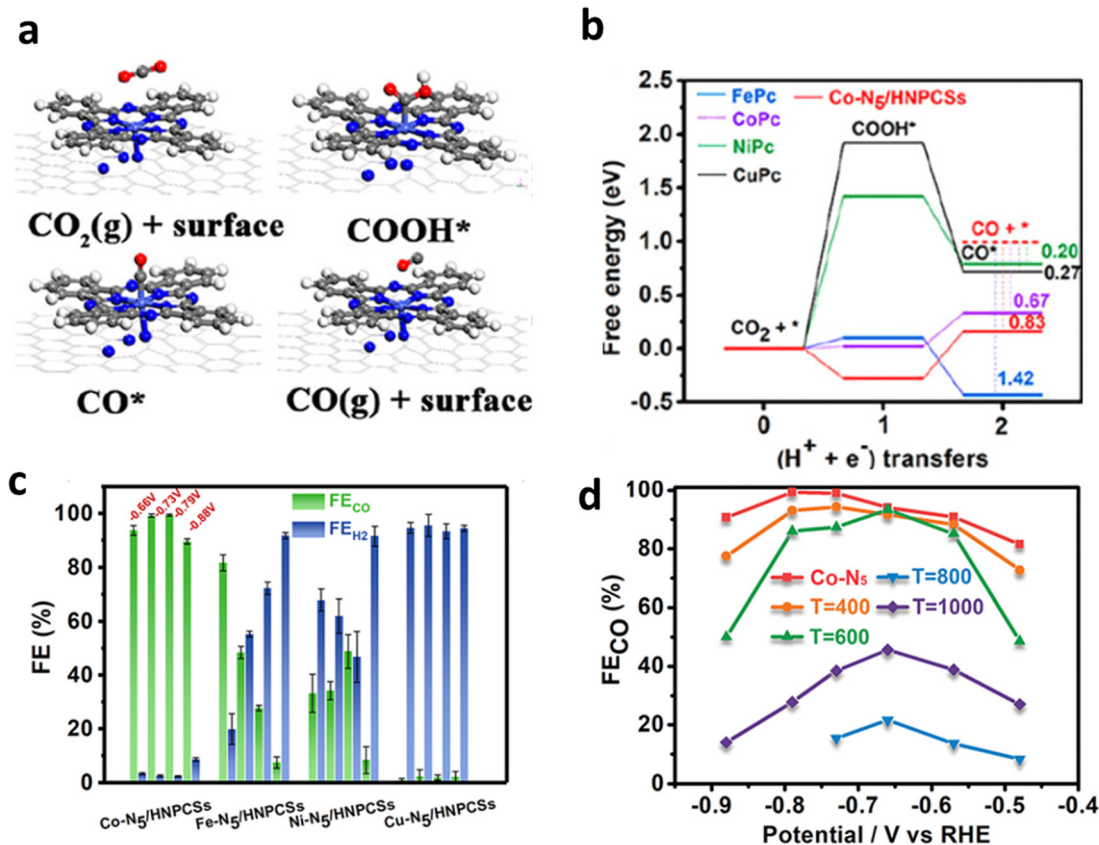 a
CO₂(g) + surface
COOH*
CO*
CO(g) + surface
b
Free energy (eV)
2.5
2.0
1.5
1.0
0.5
0.0
-0.5
FePc
Co-N₅/HNPCSs
CoPc
NiPc
CuPc
COOH*
CO + *
CO*
0.20
0.27
0.67
0.83
1.42
CO₂ + *
0
1
2
(H⁺ + e⁻) transfers
c
FE (%)
100
80
60
40
20
0
-0.66V
-0.73V
-0.79V
-0.88V
FE_CO
FE_H2
Co-N₅/HNPCSs
Fe-N₅/HNPCSs
Ni-N₅/HNPCSs
Cu-N₅/HNPCSs
d
FE_CO (%)
100
80
60
40
20
0
Co-N₅
T=800
T=400
T=1000
T=600
-0.9
-0.8
-0.7
-0.6
-0.5
-0.4
Potential / V vs RHE